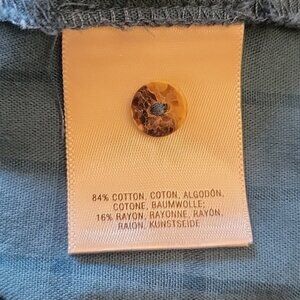 84% COTTON, COTON, ALGODÓN,
COTONE, BAUMWOLLE;
16% RAYON, RAYONNE, RAYÓN,
RAION, KUNSTSEIDE